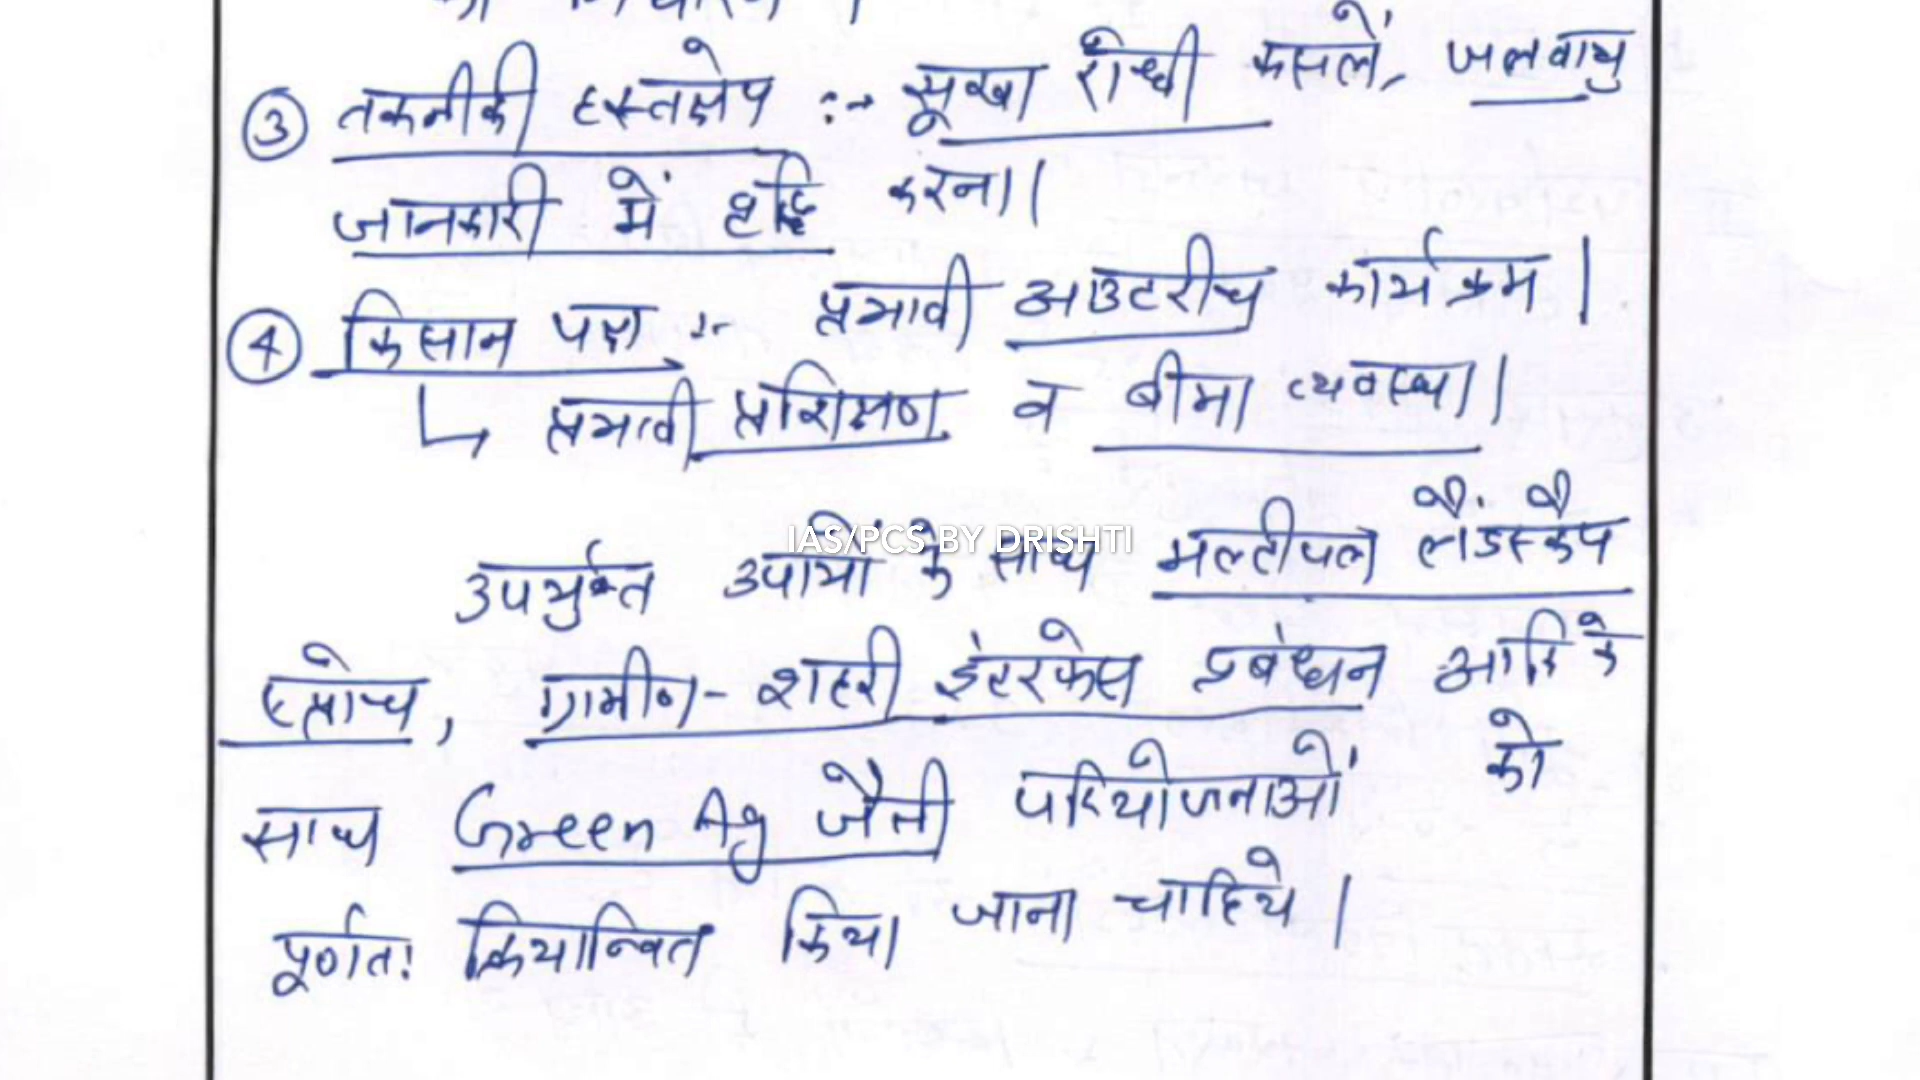 ③ तकनीकी हस्तक्षेप :- सूखा रोधी फसलें, जलवायु
जानकारी में वृद्धि करना।
④ किसान पक्ष :- प्रभावी आउटरीच कार्यक्रम।
↳ प्रभावी प्रशिक्षण व बीमा व्यवस्था।
उपर्युक्त उपायों के साथ मल्टीपल लैंडस्कैप
IAS/PCS BY DRISHTI
एप्रोच, ग्रामीण-शहरी इंटरफेस प्रबंधन आदि के
साथ Green Ag जैसी परियोजनाओं को
पूर्णतः क्रियान्वित किया जाना चाहिये।